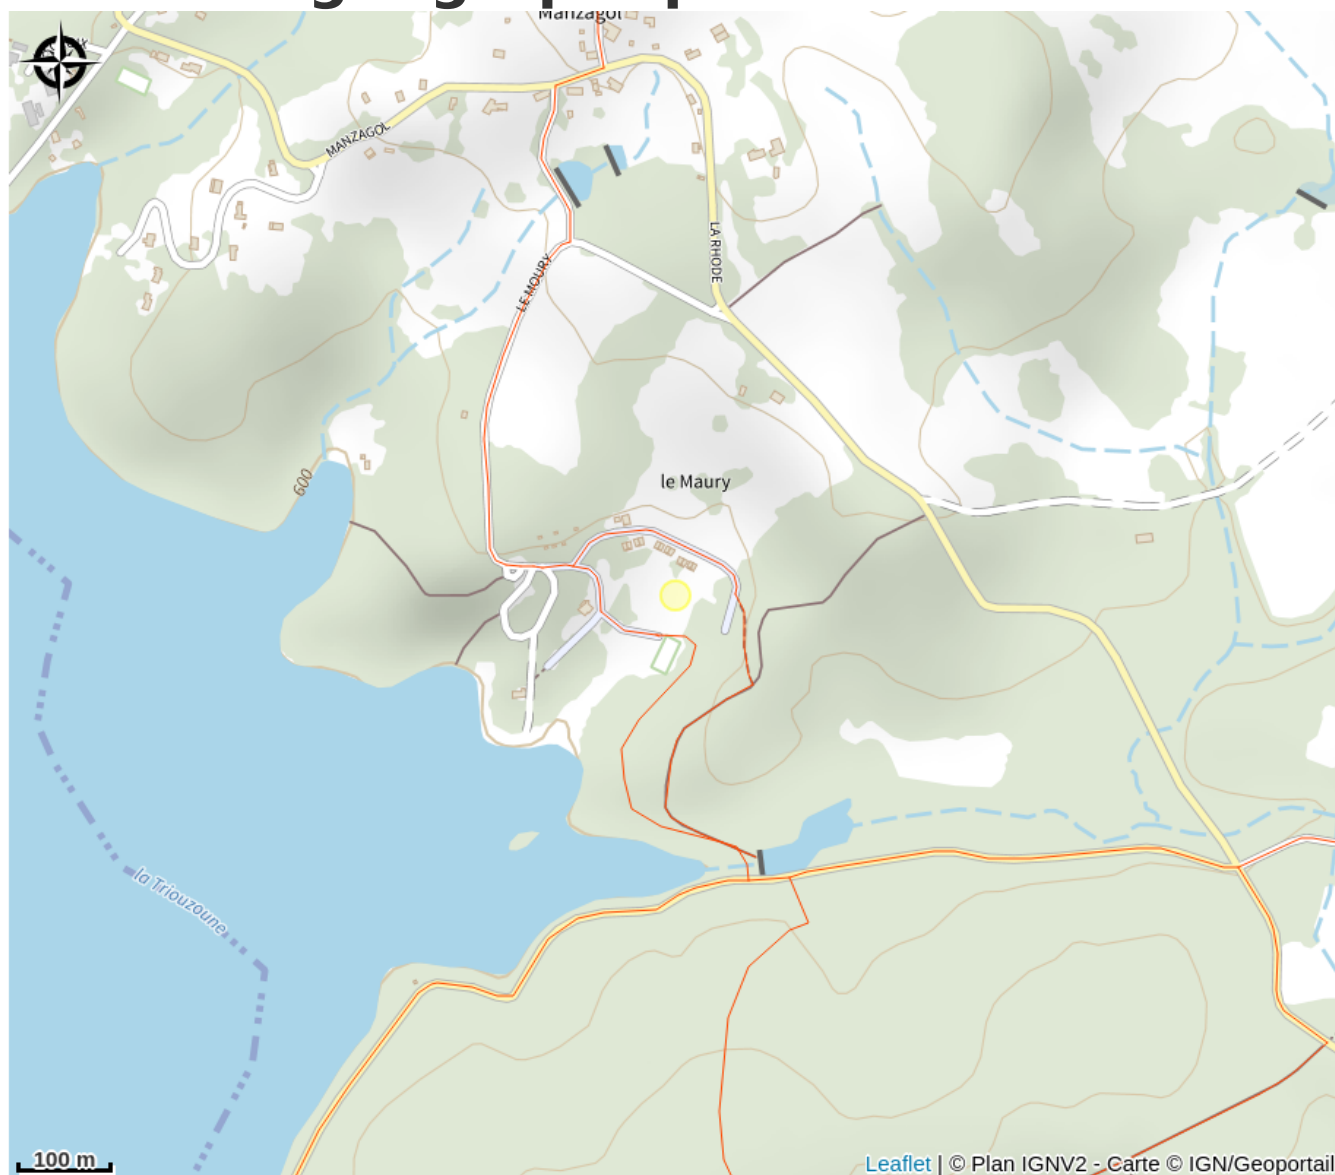 Manzagol
MANZAGOL
LA RHODE
LE MOURY
600
le Maury
la Triouzoune
100 m
Leaflet | © Plan IGNV2 - Carte © IGN/Geoportail